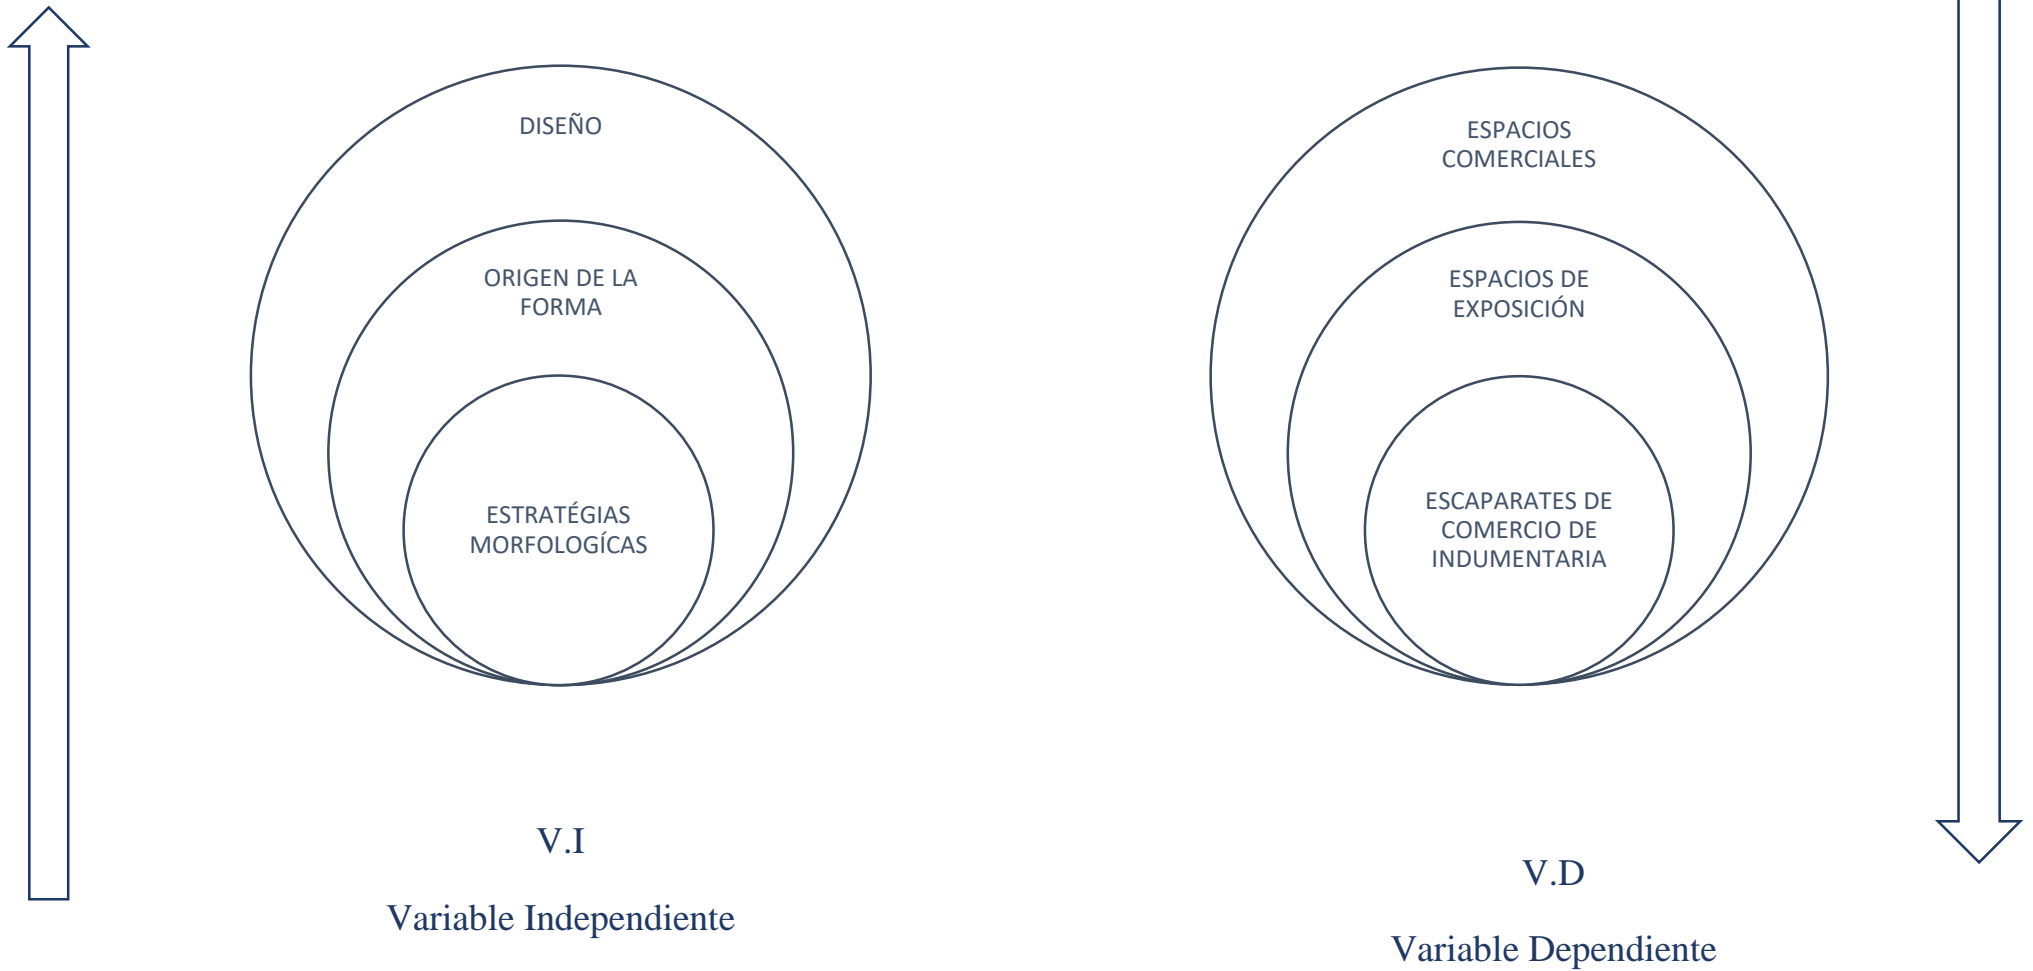 DISEÑO
ORIGEN DE LA
FORMA
ESTRATÉGIAS
MORFOLOGÍCAS
V.I
Variable Independiente
ESPACIOS
COMERCIALES
ESPACIOS DE
EXPOSICIÓN
ESCAPARATES DE
COMERCIO DE
INDUMENTARIA
V.D
Variable Dependiente